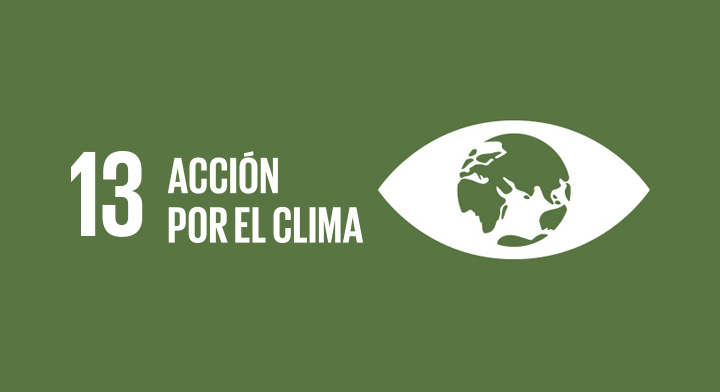 13
ACCIÓN
POR EL CLIMA